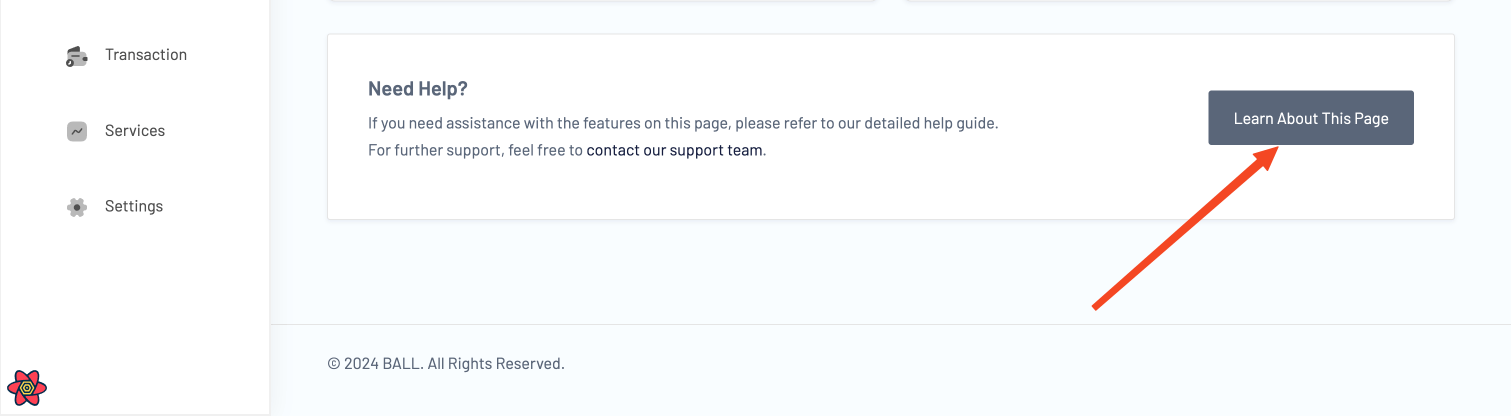 Transaction
Services
Settings
Need Help?
If you need assistance with the features on this page, please refer to our detailed help guide.
For further support, feel free to contact our support team.
Learn About This Page
© 2024 BALL. All Rights Reserved.